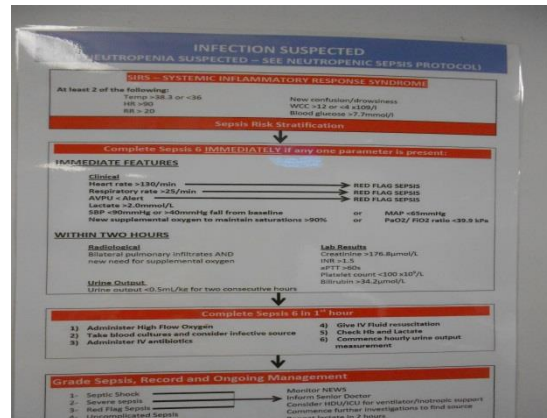 INFECTION SUSPECTED
NEUTROPENIA SUSPECTED – SEE NEUTROPENIC SEPSIS PROTOCOL)
SIRS – SYSTEMIC INFLAMMATORY RESPONSE SYNDROME
At least 2 of the following:
Temp >38.3 or <36
HR >90
RR > 20
New confusion/drowsiness
WCC >12 or <4 x109/l
Blood glucose >7.7mmol/l
Sepsis Risk Stratification
Complete Sepsis 6 IMMEDIATELY if any one parameter is present:
IMMEDIATE FEATURES
Clinical
Heart rate >130/min RED FLAG SEPSIS
Respiratory rate >25/min RED FLAG SEPSIS
AVPU < Alert RED FLAG SEPSIS
Lactate >2.0mmol/L
SBP <90mmHg or >40mmHg fall from baseline or MAP <65mmHg
New supplemental oxygen to maintain saturations >90% or PaO2/ FiO2 ratio <39.9 kPa
WITHIN TWO HOURS
Radiological
Bilateral pulmonary infiltrates AND
new need for supplemental oxygen
Urine Output
Urine output <0.5mL/kg for two consecutive hours
Lab Results
Creatinine >176.8µmol/L
INR >1.5
aPTT >60s
Platelet count <100 x10⁹/L
Bilirubin >34.2µmol/L
Complete Sepsis 6 in 1st hour
1) Administer High Flow Oxygen
2) Take blood cultures and consider infective source
3) Administer IV antibiotics
4) Give IV Fluid resuscitation
5) Check Hb and Lactate
6) Commence hourly urine output
measurement
Grade Sepsis, Record and Ongoing Management
1- Septic Shock
2- Severe sepsis
3- Red Flag Sepsis
4- Uncomplicated Sepsis
Monitor NEWS
Inform Senior Doctor
Consider HDU/ICU for ventilator/inotropic support
Commence further investigations to find source
lactate in 2 hours